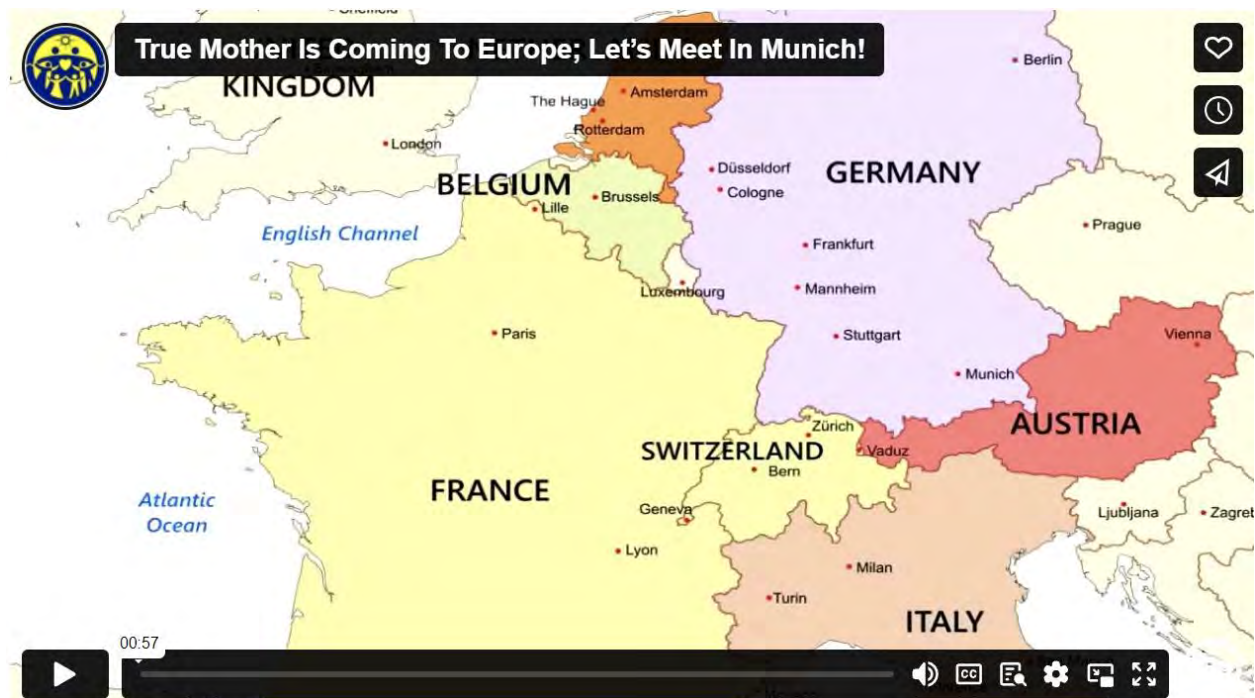 True Mother Is Coming To Europe; Let's Meet In Munich!
KINGDOM
Berlin
Amsterdam
The Hague
Rotterdam
London
BELGIUM
Düsseldorf
GERMANY
Cologne
Brussels
Lille
English Channel
Prague
Frankfurt
Luxembourg
Mannheim
Paris
Stuttgart
Vienna
Munich
AUSTRIA
Zürich
SWITZERLAND
Vaduz
Bern
FRANCE
Atlantic
Ocean
Geneva
Ljubljana
Zagreb
Lyon
Milan
Turin
ITALY
00:57
CC